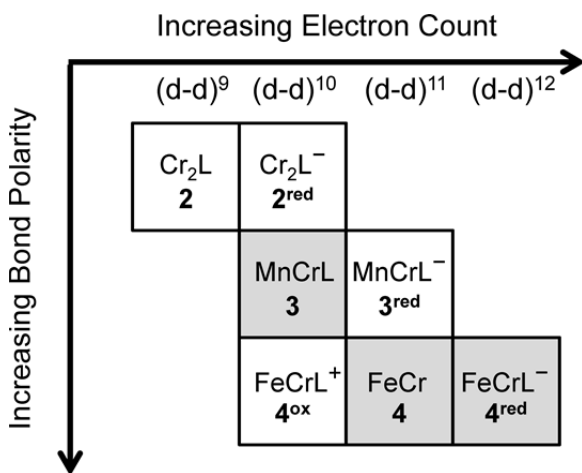 Increasing Electron Count
Increasing Bond Polarity
(d-d)⁹ (d-d)¹⁰ (d-d)¹¹ (d-d)¹²
Cr₂L Cr₂L⁻
2 2ʳᵉᵈ
MnCrL MnCrL⁻
3 3ʳᵉᵈ
FeCrL⁺ FeCr FeCrL⁻
4ᵒˣ 4 4ʳᵉᵈ